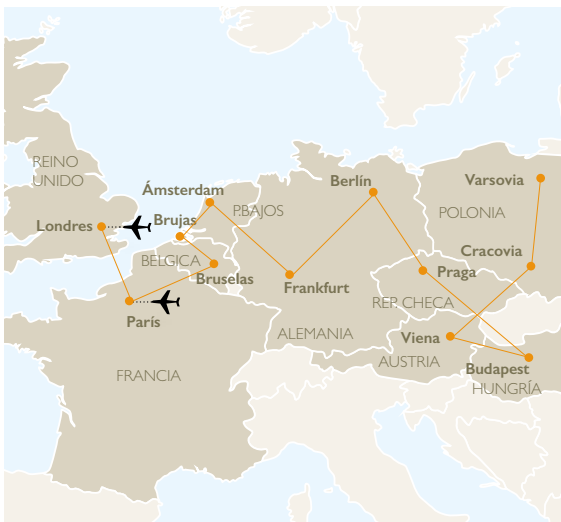 REINO
UNIDO
Ámsterdam
Berlín
Varsovia
P.BAJOS
POLONIA
Londres
Brujas
BELGICA
Bruselas
Cracovia
Praga
Frankfurt
REP. CHECA
París
ALEMANIA
Viena
AUSTRIA
Budapest
FRANCIA
HUNGRÍA